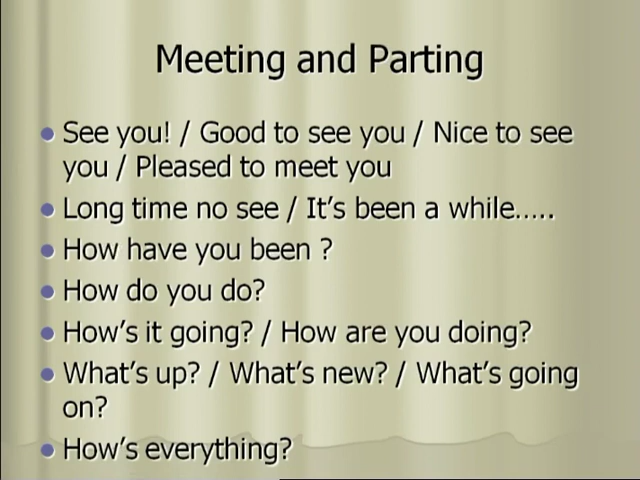 Meeting and Parting
See you! / Good to see you / Nice to see
you / Pleased to meet you
Long time no see / It's been a while…..
How have you been ?
How do you do?
How's it going? / How are you doing?
What's up? / What's new? / What's going
on?
How's everything?